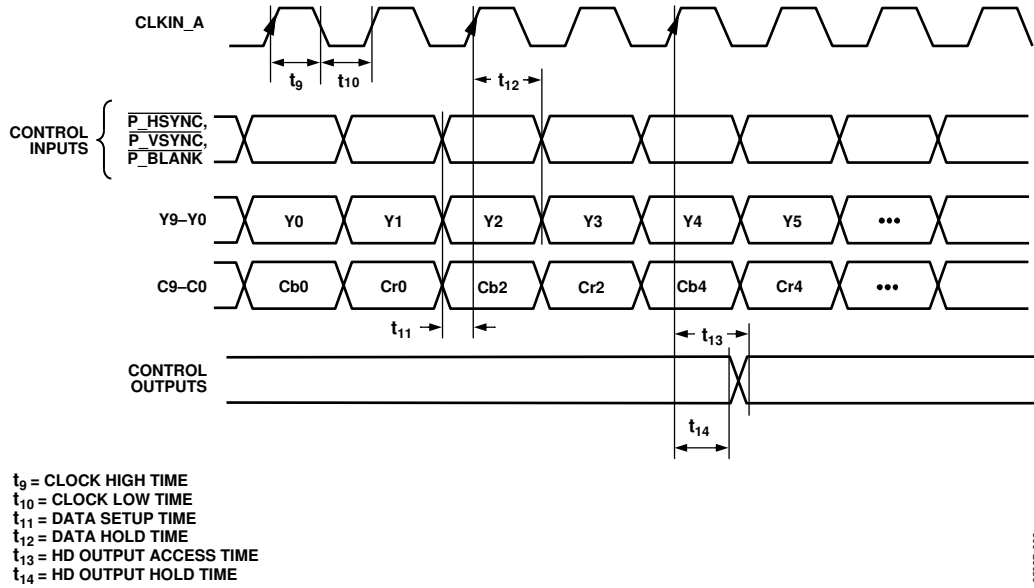 CLKIN_A
t9
t10
t12
CONTROL INPUTS
P_HSYNC,
P_VSYNC,
P_BLANK
Y9–Y0
Y0
Y1
Y2
Y3
Y4
Y5
•••
C9–C0
Cb0
Cr0
Cb2
Cr2
Cb4
Cr4
•••
t11
t13
CONTROL OUTPUTS
t14
t9 = CLOCK HIGH TIME
t10 = CLOCK LOW TIME
t11 = DATA SETUP TIME
t12 = DATA HOLD TIME
t13 = HD OUTPUT ACCESS TIME
t14 = HD OUTPUT HOLD TIME